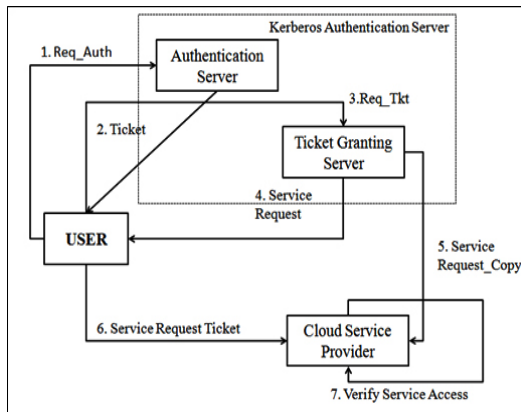 Kerberos Authentication Server
1. Req_Auth
Authentication
Server
3.Req_Tkt
2. Ticket
Ticket Granting
Server
4. Service
Request
USER
5. Service
Request_Copy
6. Service Request Ticket
Cloud Service
Provider
7. Verify Service Access